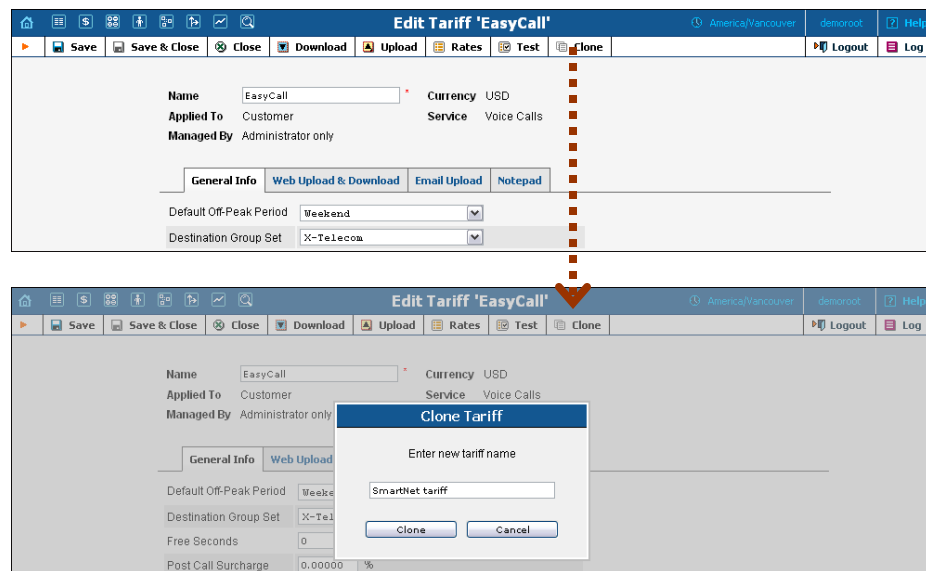 Edit Tariff 'EasyCall' America/Vancouver demoroot ? Help
Save Save & Close Close Download Upload Rates Test Clone Logout Log
Name EasyCall * Currency USD
Applied To Customer Service Voice Calls
Managed By Administrator only
General Info Web Upload & Download Email Upload Notepad
Default Off-Peak Period Weekend
Destination Group Set X-Telecom
Edit Tariff 'EasyCall' America/Vancouver demoroot ? Help
Save Save & Close Close Download Upload Rates Test Clone Logout Log
Name EasyCall * Currency USD
Applied To Customer Service Voice Calls
Managed By Administrator only
Clone Tariff
General Info Web Upload
Enter new tariff name
Default Off-Peak Period Weeke
SmartNet tariff
Destination Group Set X-Tel
Clone Cancel
Free Seconds 0
Post Call Surcharge 0.00000 %